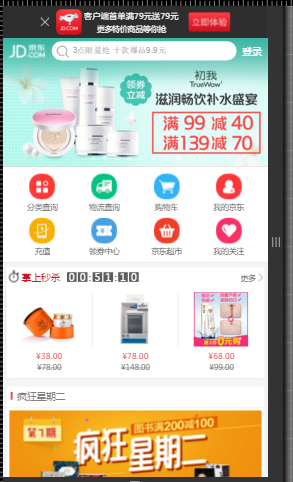 客户端首单满79元送79元
更多特价商品等你抢
立即体验
JD 京东
JD.COM
3点限量抢 十款爆品9.9元
登录
领券
立减
初我
TrueWow
滋润畅饮补水盛宴
满 99 减 40
满139减 70
分类查询
物流查询
购物车
我的京东
充值
领券中心
京东超市
我的关注
掌上秒杀
00:51:10
更多
¥38.00
¥78.00
¥68.00
¥78.00
¥148.00
¥99.00
疯狂星期二
第7期
图书满200减100
疯狂
星期二